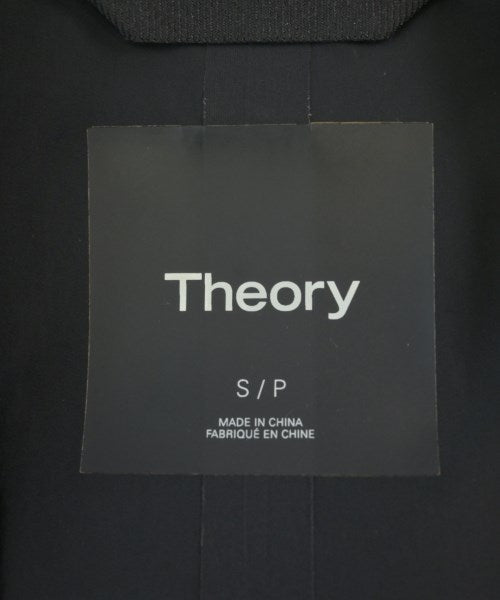 Theory
S / P
MADE IN CHINA
FABRIQUÉ EN CHINE